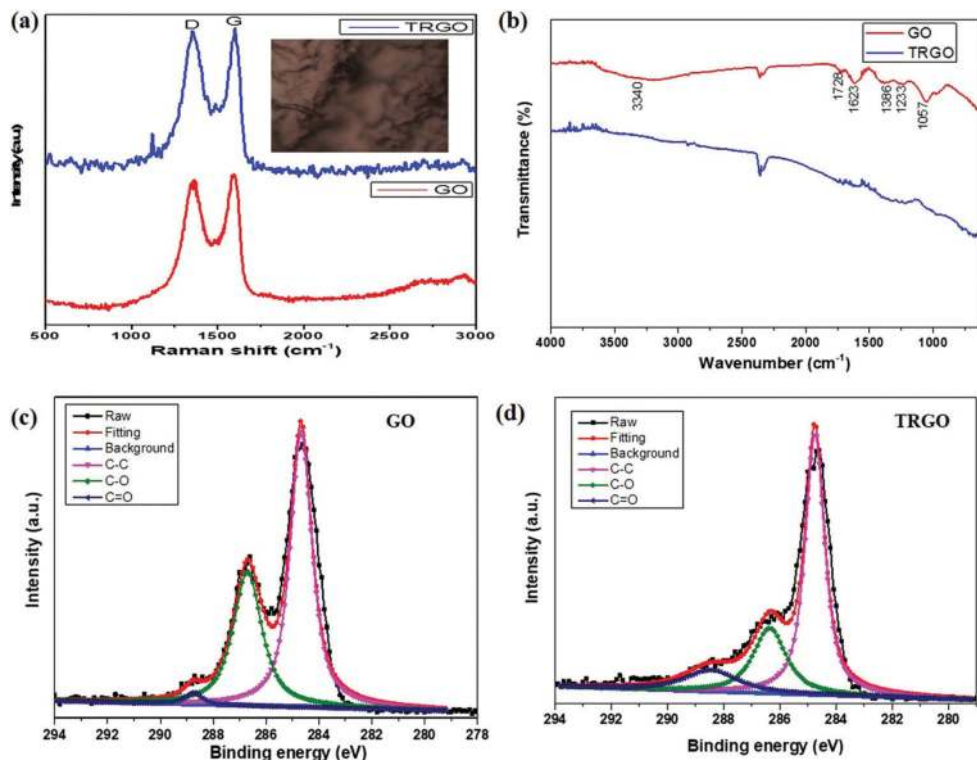 (a)
D
G
TRGO
GO
Intensity(au)
500
1000
1500
2000
2500
3000
Raman shift (cm-1)
(b)
GO
TRGO
3340
1728
1623
1386
1233
1057
Transmittance (%)
4000
3500
3000
2500
2000
1500
1000
Wavenumber (cm-1)
(c)
Raw
Fitting
Background
C-C
C-O
C=O
GO
Intensity (a.u.)
294
292
290
288
286
284
282
280
278
Binding energy (eV)
(d)
Raw
Fitting
Background
C-C
C-O
C=O
TRGO
Intensity (a.u.)
294
292
290
288
286
284
282
280
Binding energy (eV)